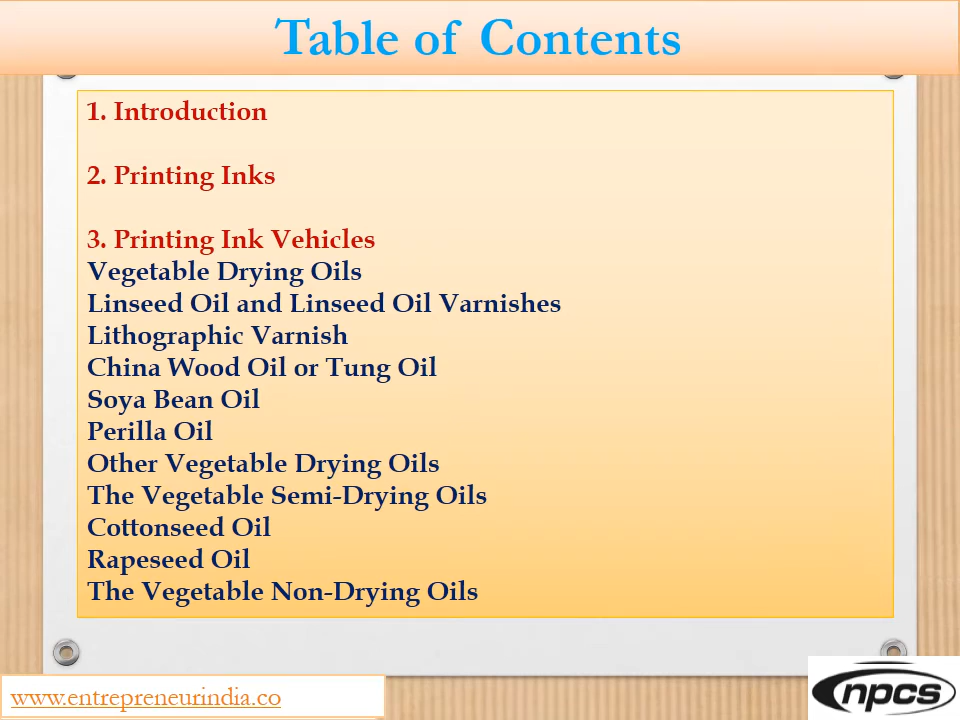 Table of Contents
1. Introduction
2. Printing Inks
3. Printing Ink Vehicles
Vegetable Drying Oils
Linseed Oil and Linseed Oil Varnishes
Lithographic Varnish
China Wood Oil or Tung Oil
Soya Bean Oil
Perilla Oil
Other Vegetable Drying Oils
The Vegetable Semi-Drying Oils
Cottonseed Oil
Rapeseed Oil
The Vegetable Non-Drying Oils
www.entrepreneurindia.co
npcs